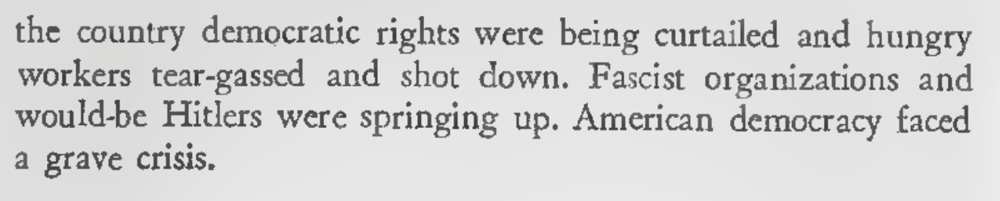 the country democratic rights were being curtailed and hungry
workers tear-gassed and shot down. Fascist organizations and
would-be Hitlers were springing up. American democracy faced
a grave crisis.